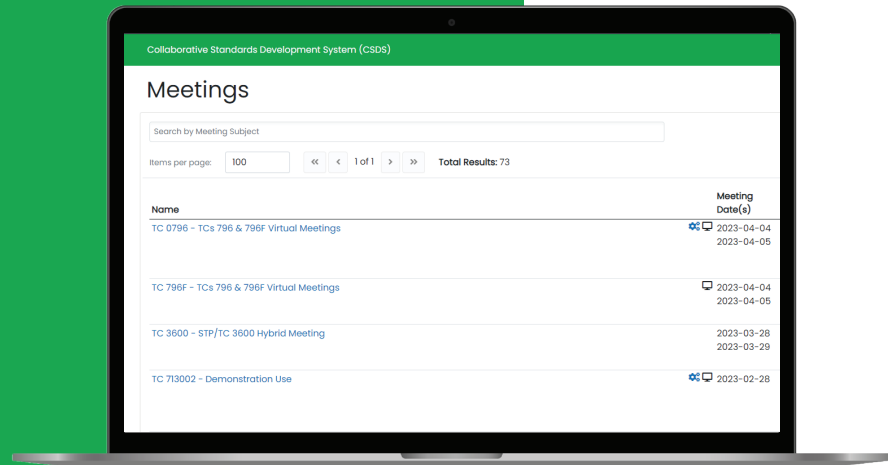 Collaborative Standards Development System (CSDS)
Meetings
Search by Meeting Subject
Items per page: 100 « ‹ 1 of 1 › » Total Results: 73
Name Meeting Date(s)
TC 0796 - TCs 796 & 796F Virtual Meetings 2023-04-04
2023-04-05
TC 796F - TCs 796 & 796F Virtual Meetings 2023-04-04
2023-04-05
TC 3600 - STP/TC 3600 Hybrid Meeting 2023-03-28
2023-03-29
TC 713002 - Demonstration Use 2023-02-28